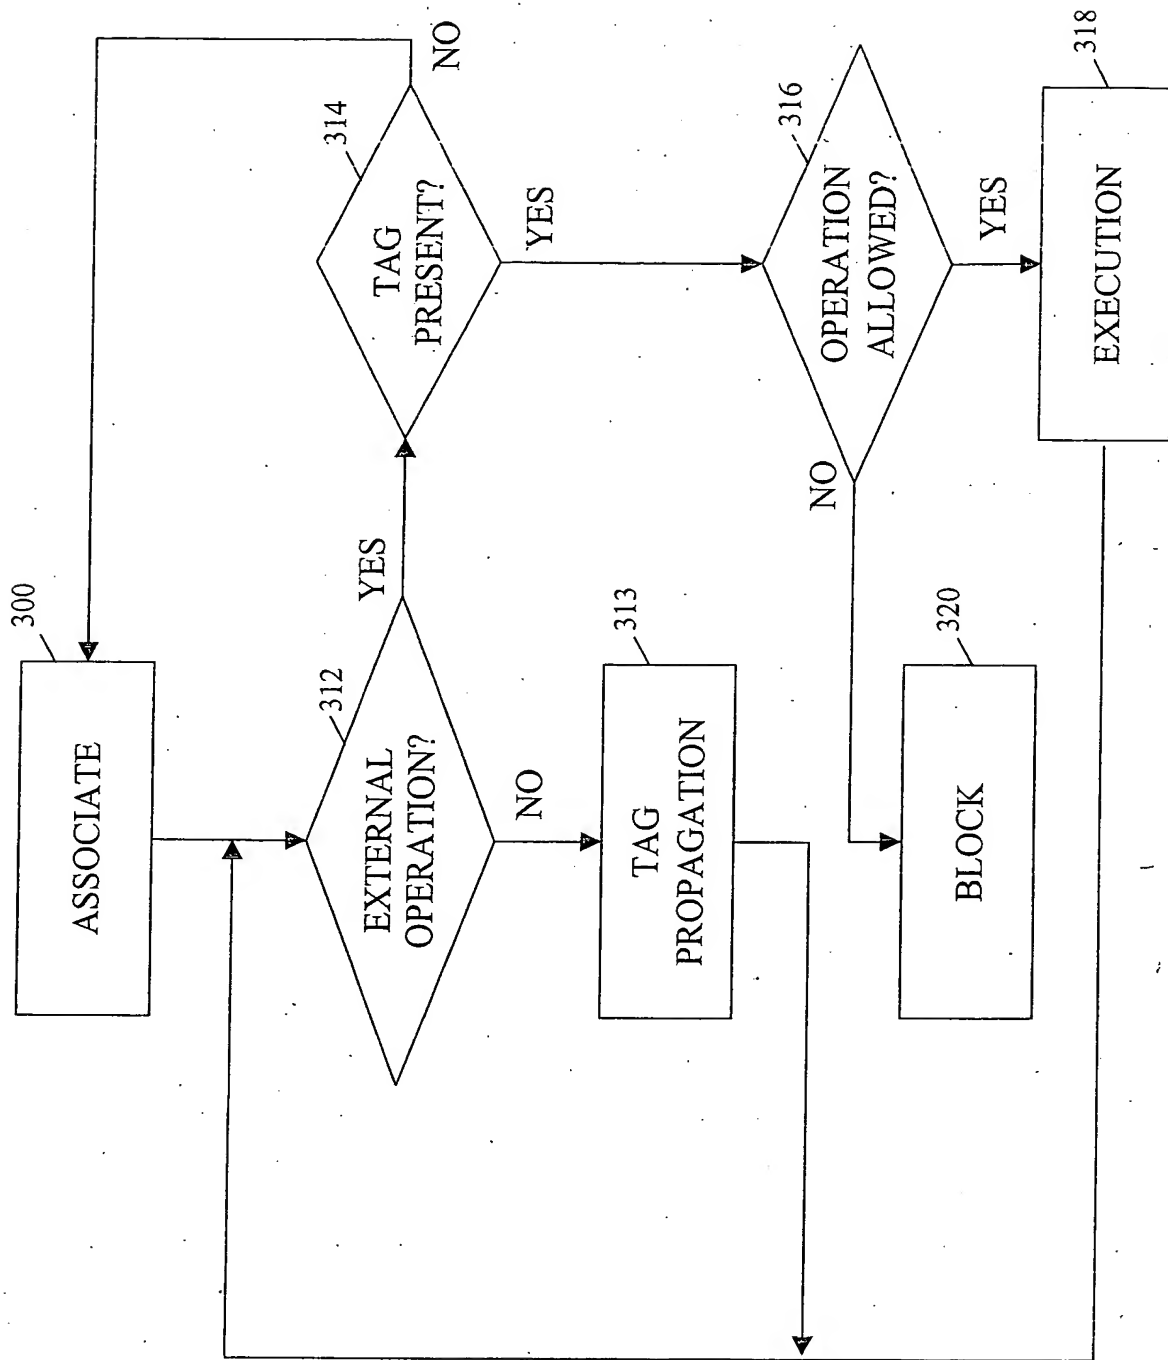 300
ASSOCIATE
312
EXTERNAL
OPERATION?
YES
NO
314
TAG
PRESENT?
NO
YES
313
TAG
PROPAGATION
316
OPERATION
ALLOWED?
NO
YES
320
BLOCK
318
EXECUTION